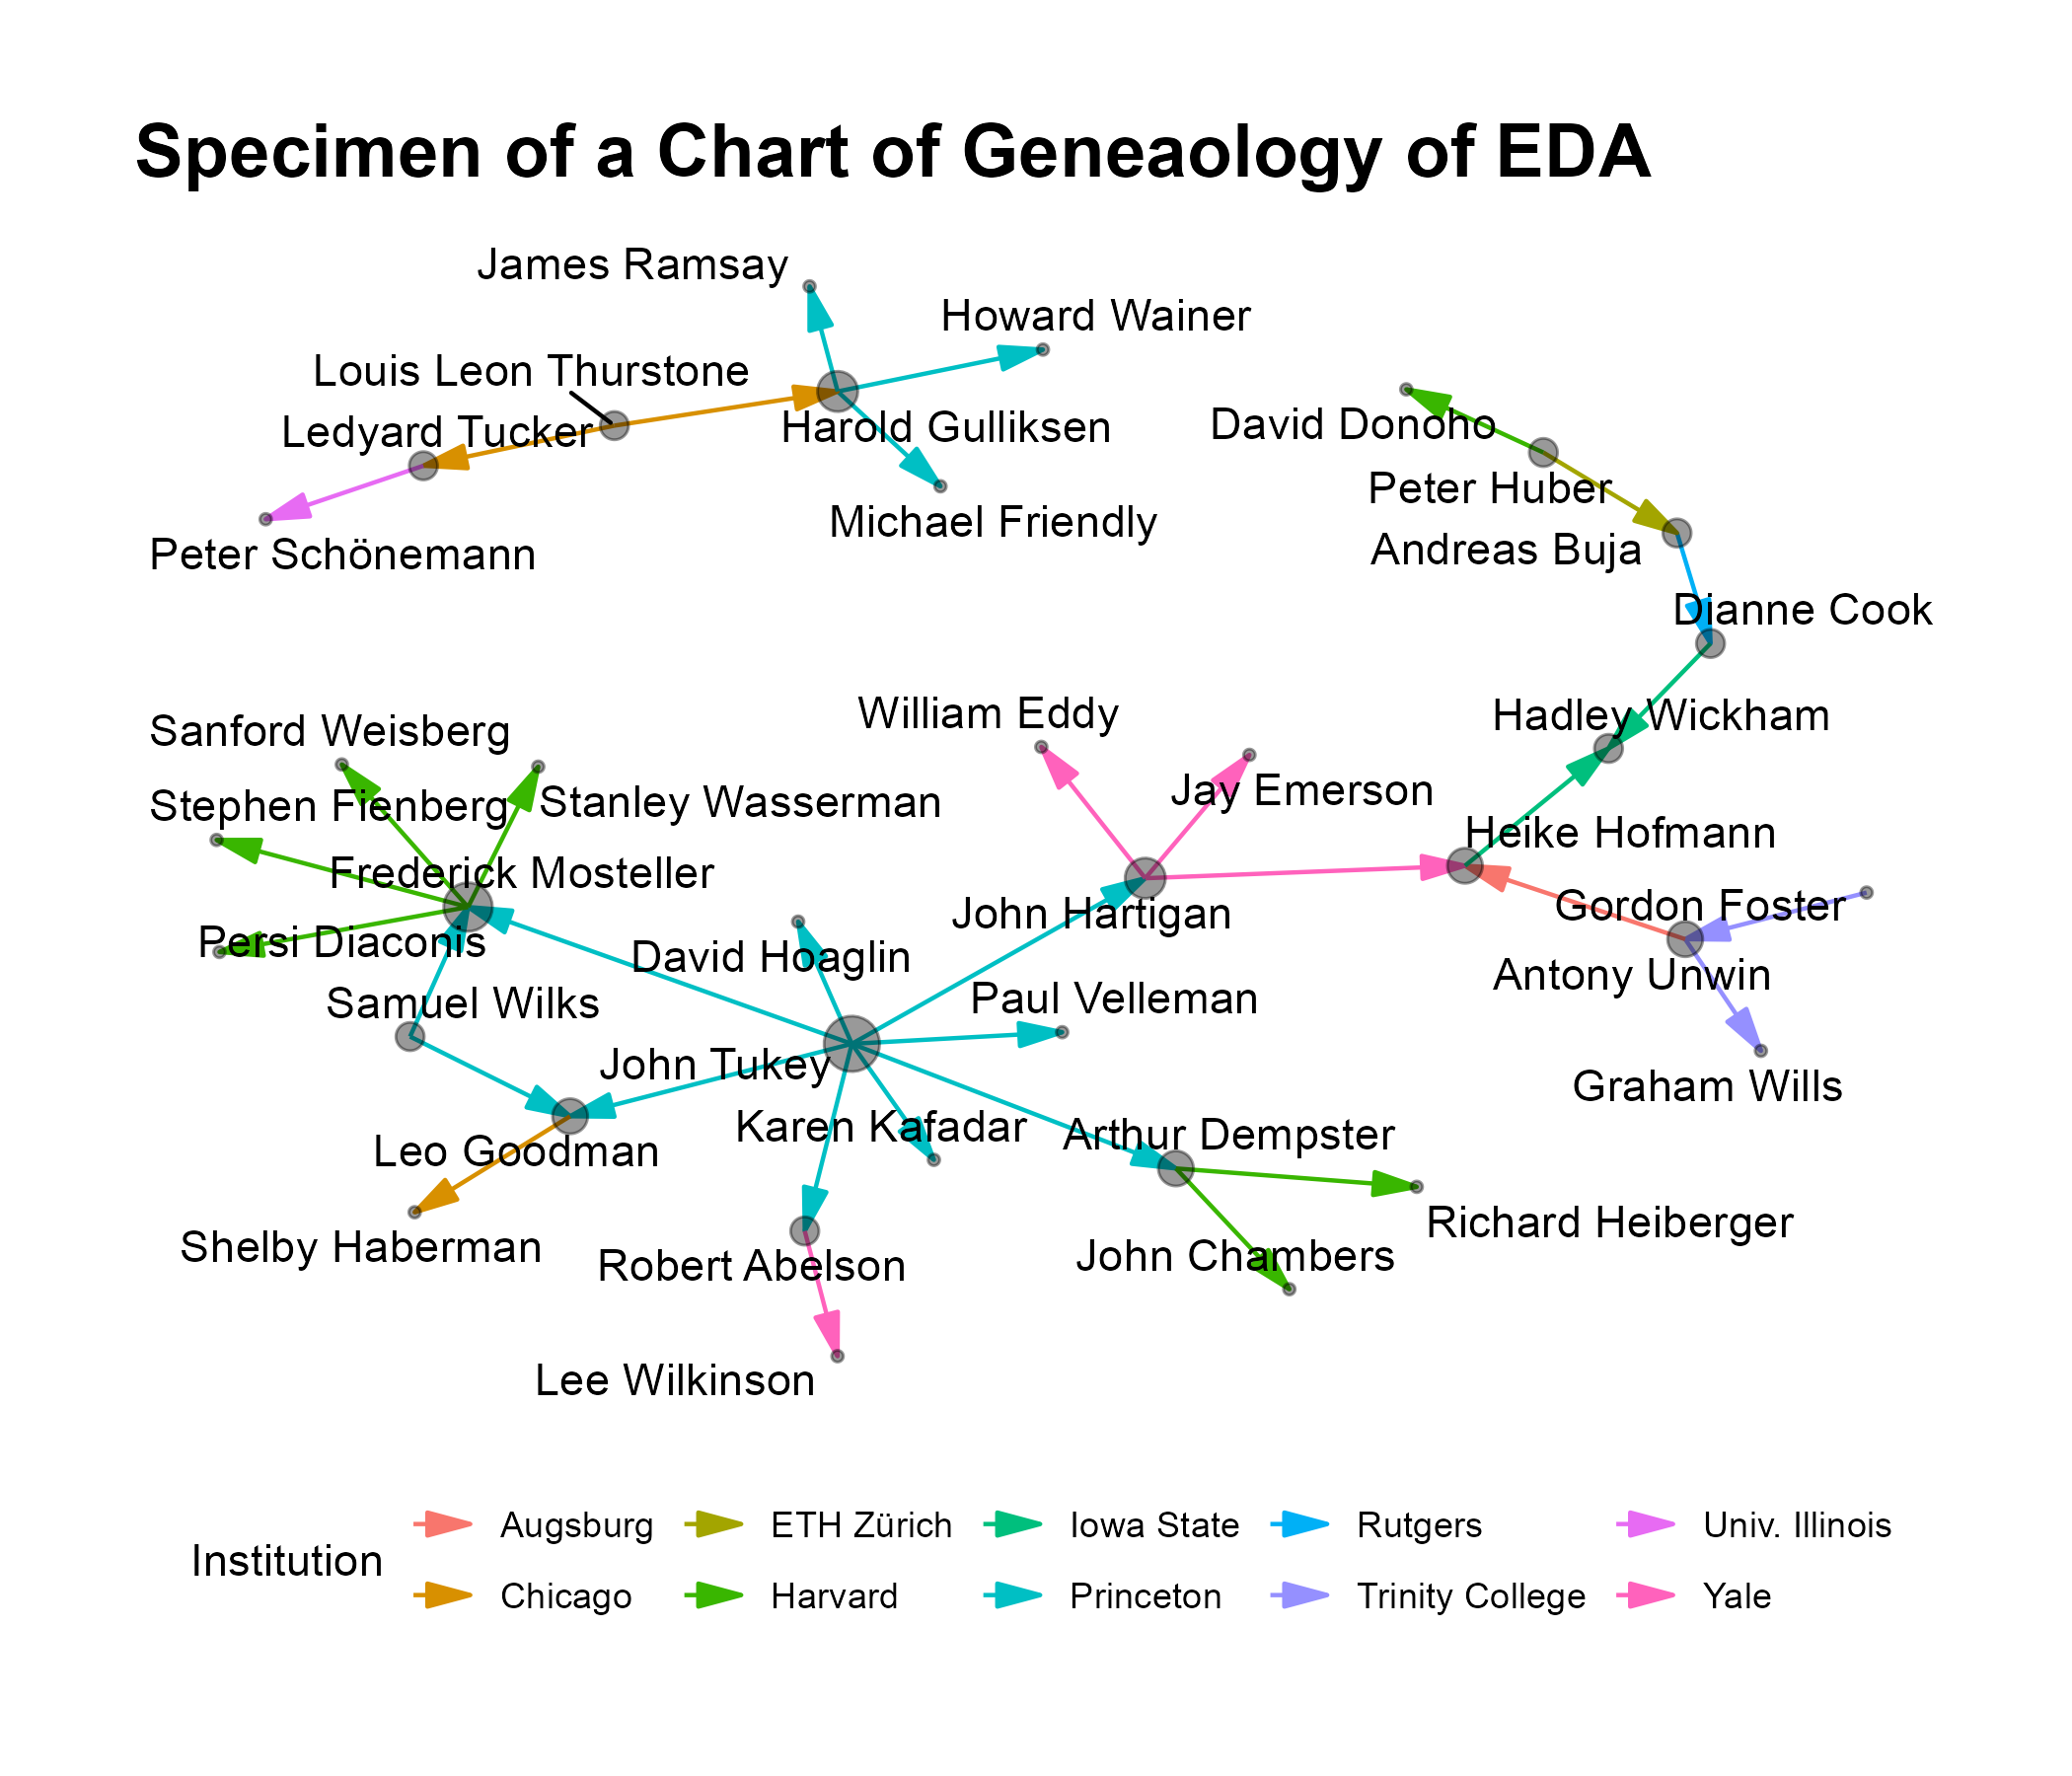 Specimen of a Chart of Geneaology of EDA
James Ramsay
Howard Wainer
Louis Leon Thurstone
Ledyard Tucker
Harold Gulliksen
David Donoho
Peter Huber
Michael Friendly
Peter Schönemann
Andreas Buja
Dianne Cook
William Eddy
Hadley Wickham
Sanford Weisberg
Jay Emerson
Stephen Fienberg
Stanley Wasserman
Heike Hofmann
Frederick Mosteller
Gordon Foster
John Hartigan
Persi Diaconis
David Hoaglin
Antony Unwin
Samuel Wilks
Paul Velleman
John Tukey
Graham Wills
Karen Kafadar
Arthur Dempster
Leo Goodman
Richard Heiberger
Shelby Haberman
John Chambers
Robert Abelson
Lee Wilkinson
Institution
Augsburg
Chicago
ETH Zürich
Harvard
Iowa State
Princeton
Rutgers
Trinity College
Univ. Illinois
Yale